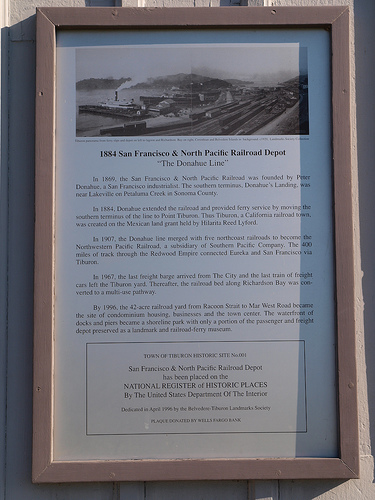 1884 San Francisco & North Pacific Railroad Depot
"The Donahue Line"
In 1869, the San Francisco & North Pacific Railroad was founded by Peter
Donahue, a San Francisco industrialist. The southern terminus, Donahue's Landing, was
near Lakeville on Petaluma Creek in Sonoma County.
In 1884, Donahue extended the railroad and provided ferry service by moving the
southern terminus of the line to Point Tiburon. Thus Tiburon, a California railroad town,
was created on the Mexican land grant held by Hilarita Reed Lyford.
In 1907, the Donahue line merged with five northcoast railroads to become the
Northwestern Pacific Railroad, a subsidiary of Southern Pacific Company. The 400
miles of track through the Redwood Empire connected Eureka and San Francisco via
Tiburon.
In 1967, the last freight barge arrived from The City and the last train of freight
cars left the Tiburon yard. Thereafter, the railroad bed along Richardson Bay was con-
verted to a multi-use pathway.
By 1996, the 42-acre railroad yard from Racoon Strait to Mar West Road became
the site of condominium housing, businesses and the town center. The waterfront of
docks and piers became a shoreline park with only a portion of the passenger and freight
depot preserved as a landmark and railroad-ferry museum.
TOWN OF TIBURON HISTORIC SITE No.001
San Francisco & North Pacific Railroad Depot
has been placed on the
NATIONAL REGISTER of HISTORIC PLACES
By The United States Department Of The Interior
Dedicated in April 1996 by the Belvedere-Tiburon Landmarks Society
PLAQUE DONATED BY WELLS FARGO BANK